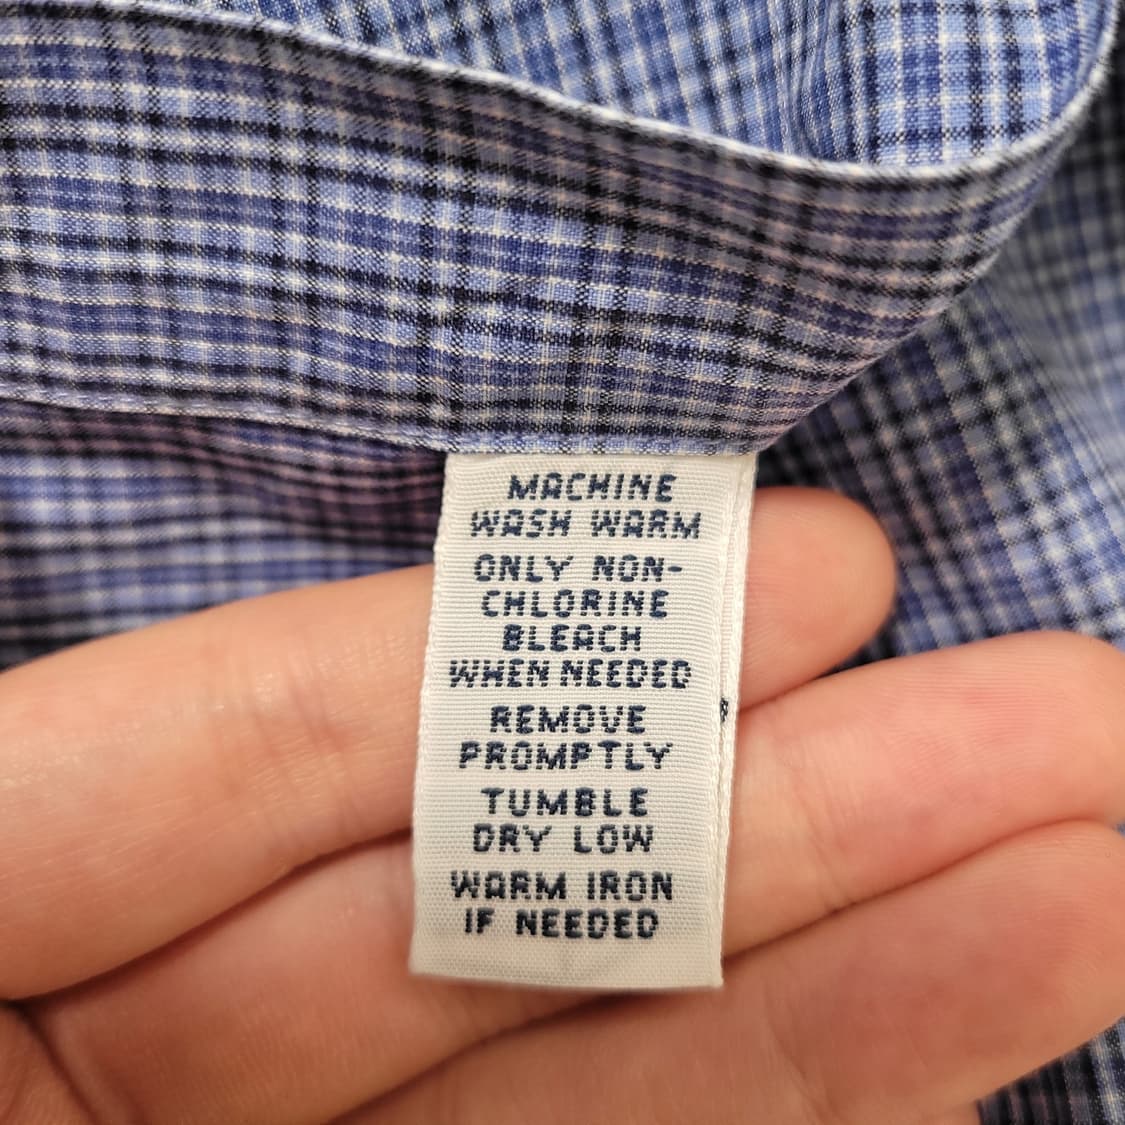 MACHINE
WASH WARM
ONLY NON-
CHLORINE
BLEACH
WHEN NEEDED
REMOVE
PROMPTLY
TUMBLE
DRY LOW
WARM IRON
IF NEEDED